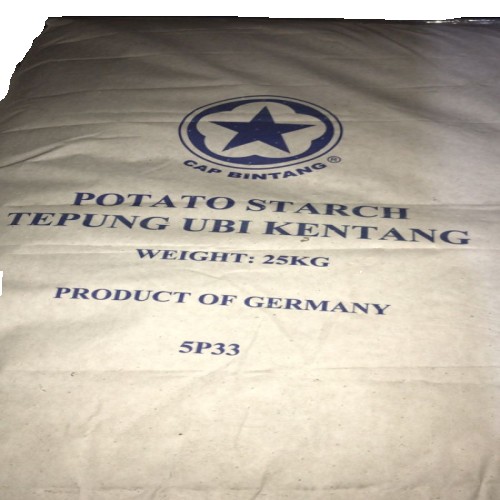 CAP BINTANG®
POTATO STARCH
TEPUNG UBI KENTANG
WEIGHT: 25KG
PRODUCT OF GERMANY
5P33